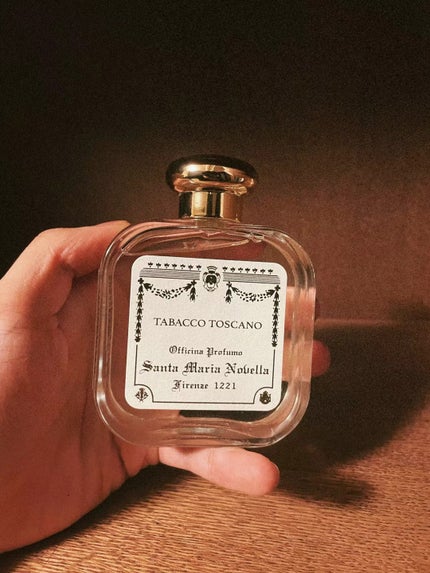 TABACCO TOSCANO
Officina Profumo
Santa Maria Novella
Firenze 1221